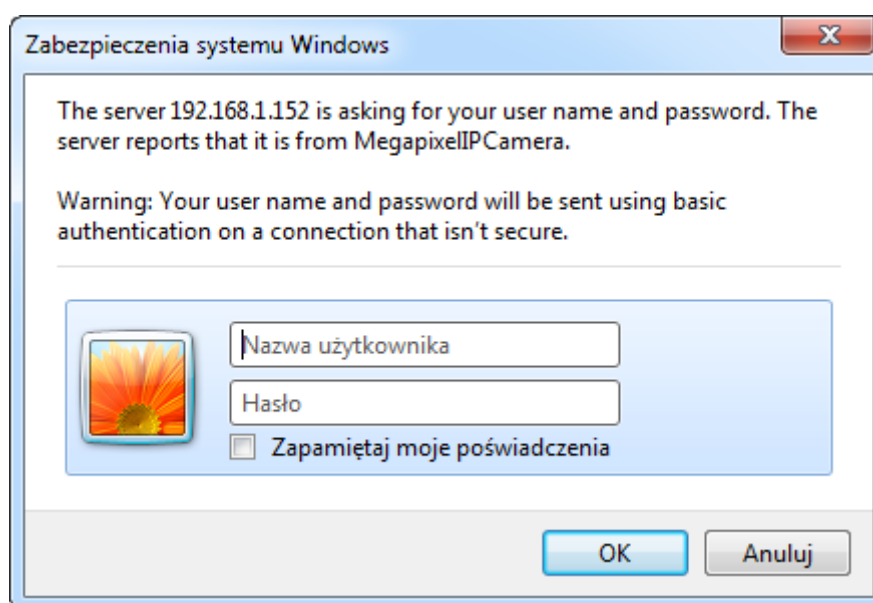 Zabezpieczenia systemu Windows
The server 192.168.1.152 is asking for your user name and password. The
server reports that it is from MegapixelIPCamera.
Warning: Your user name and password will be sent using basic
authentication on a connection that isn't secure.
Nazwa użytkownika
Hasło
Zapamiętaj moje poświadczenia
OK
Anuluj